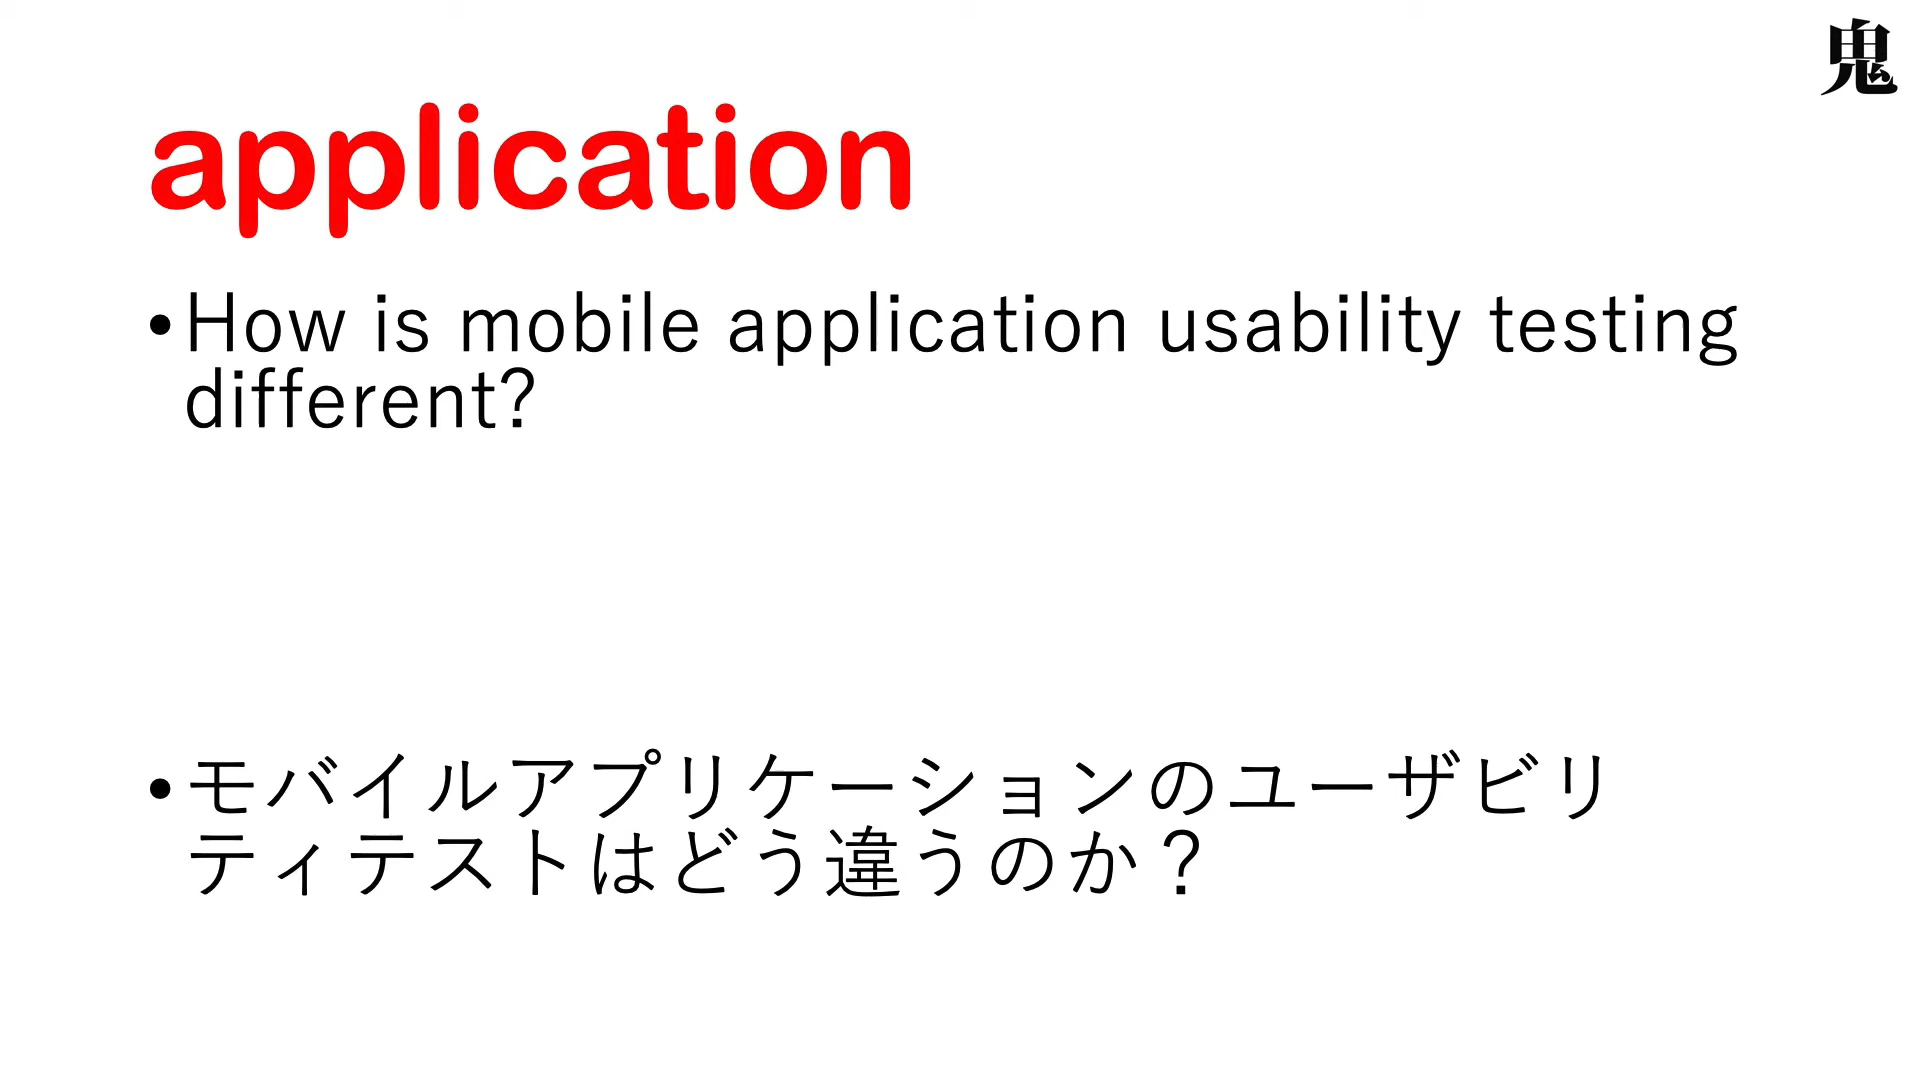 鬼
application
•How is mobile application usability testing
different?
•モバイルアプリケーションのユーザビリ
ティテストはどう違うのか？